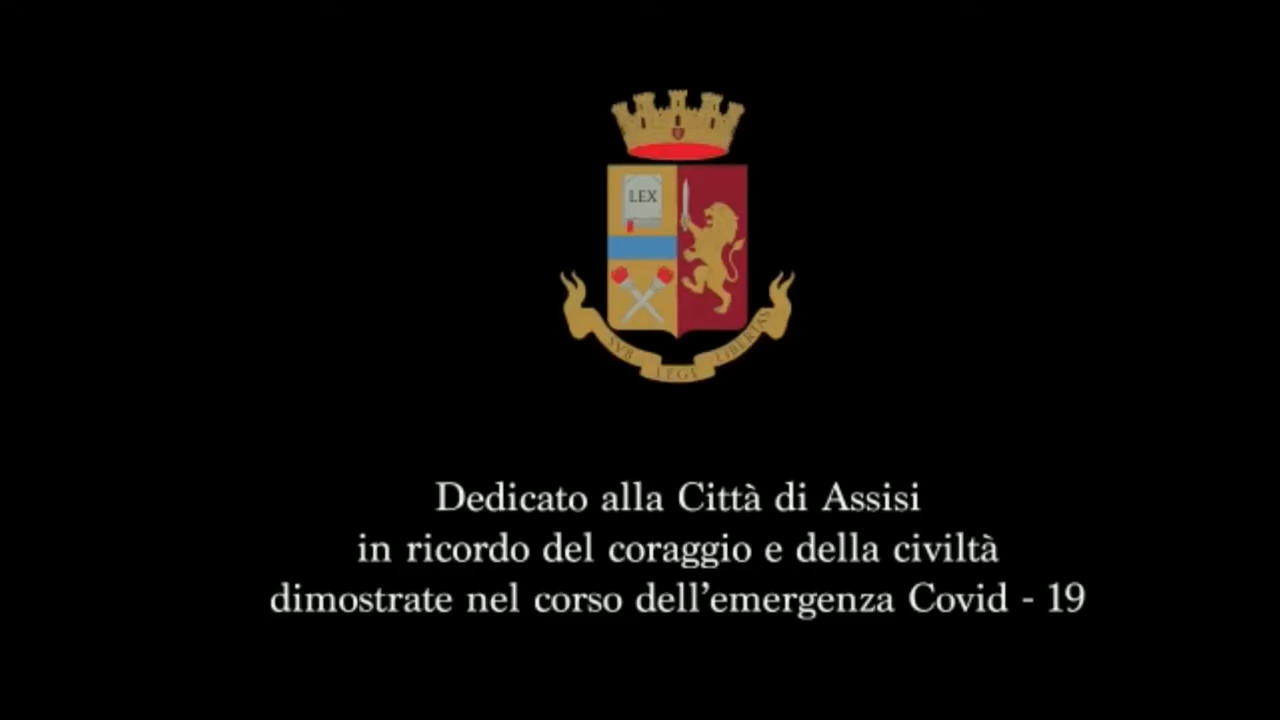 LEX
SVB LEGE LIBERTAS
Dedicato alla Città di Assisi
in ricordo del coraggio e della civiltà
dimostrate nel corso dell’emergenza Covid - 19